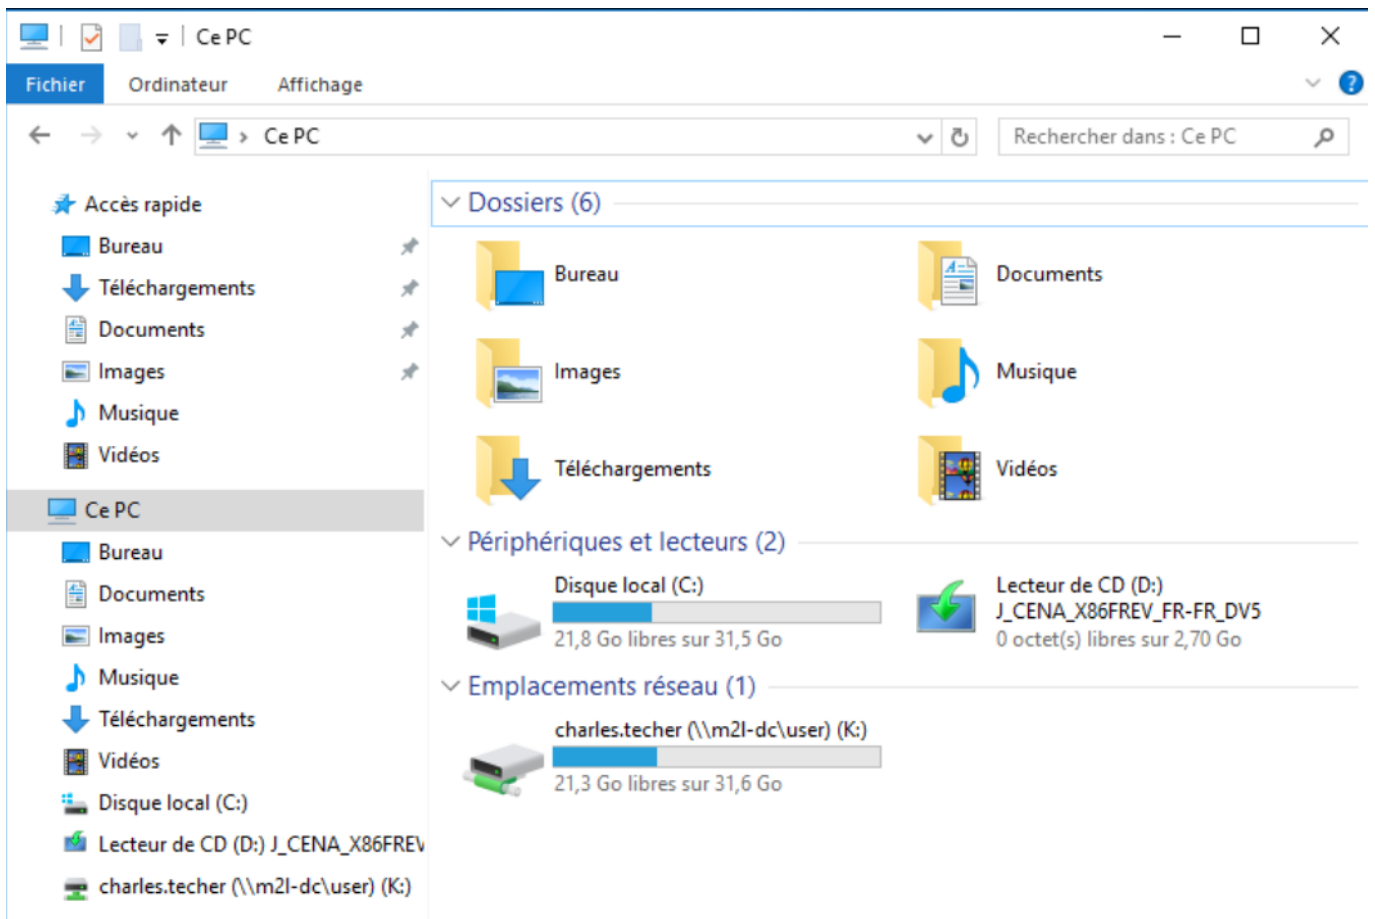 Ce PC
Fichier
Ordinateur
Affichage
Ce PC
Rechercher dans : Ce PC
Accès rapide
Bureau
Téléchargements
Documents
Images
Musique
Vidéos
Ce PC
Bureau
Documents
Images
Musique
Téléchargements
Vidéos
Disque local (C:)
Lecteur de CD (D:) J_CENA_X86FREV
charles.techer (\\m2l-dc\user) (K:)
Dossiers (6)
Bureau
Documents
Images
Musique
Téléchargements
Vidéos
Périphériques et lecteurs (2)
Disque local (C:)
21,8 Go libres sur 31,5 Go
Lecteur de CD (D:)
J_CENA_X86FREV_FR-FR_DV5
0 octet(s) libres sur 2,70 Go
Emplacements réseau (1)
charles.techer (\\m2l-dc\user) (K:)
21,3 Go libres sur 31,6 Go